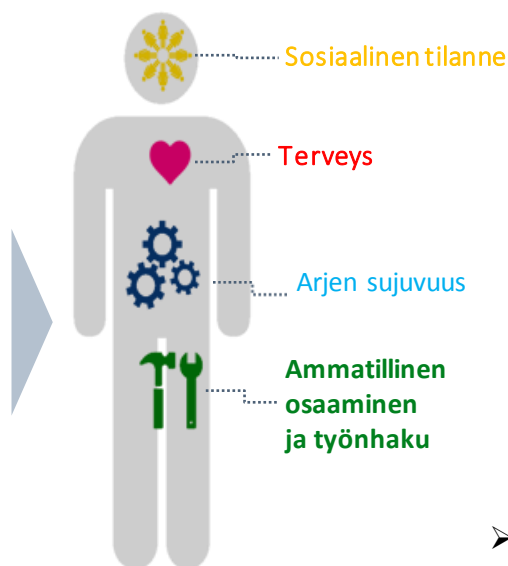 Sosiaalinen tilanne
Terveys
Arjen sujuvuus
Ammatillinen
osaaminen
ja työnhaku